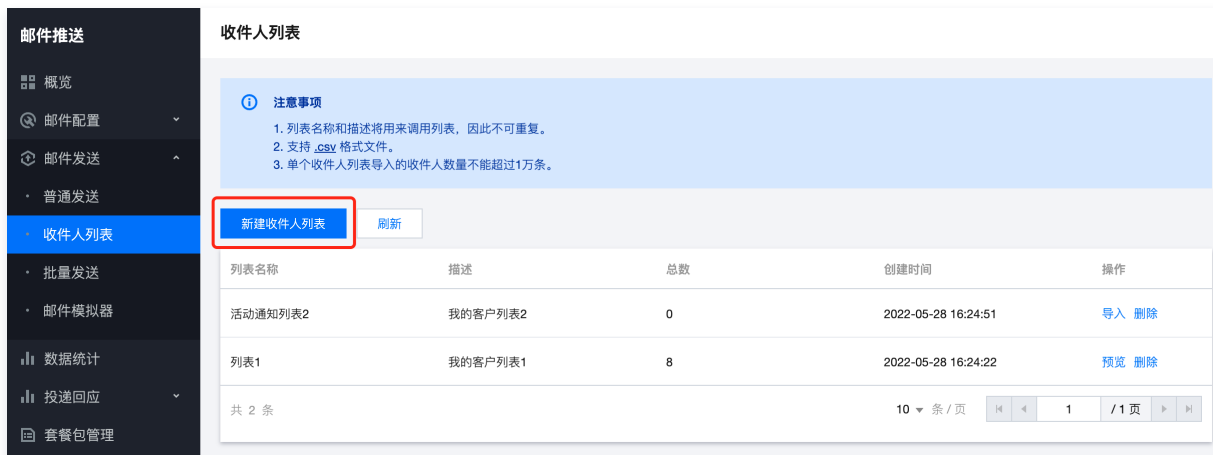 邮件推送
概览
邮件配置
邮件发送
普通发送
收件人列表
批量发送
邮件模拟器
数据统计
投递回应
套餐包管理
收件人列表
注意事项
1. 列表名称和描述将用来调用列表，因此不可重复。
2. 支持 .csv 格式文件。
3. 单个收件人列表导入的收件人数量不能超过1万条。
新建收件人列表 刷新
列表名称 描述 总数 创建时间 操作
活动通知列表2 我的客户列表2 0 2022-05-28 16:24:51 导入 删除
列表1 我的客户列表1 8 2022-05-28 16:24:22 预览 删除
共 2 条 10 条 / 页 1 / 1 页